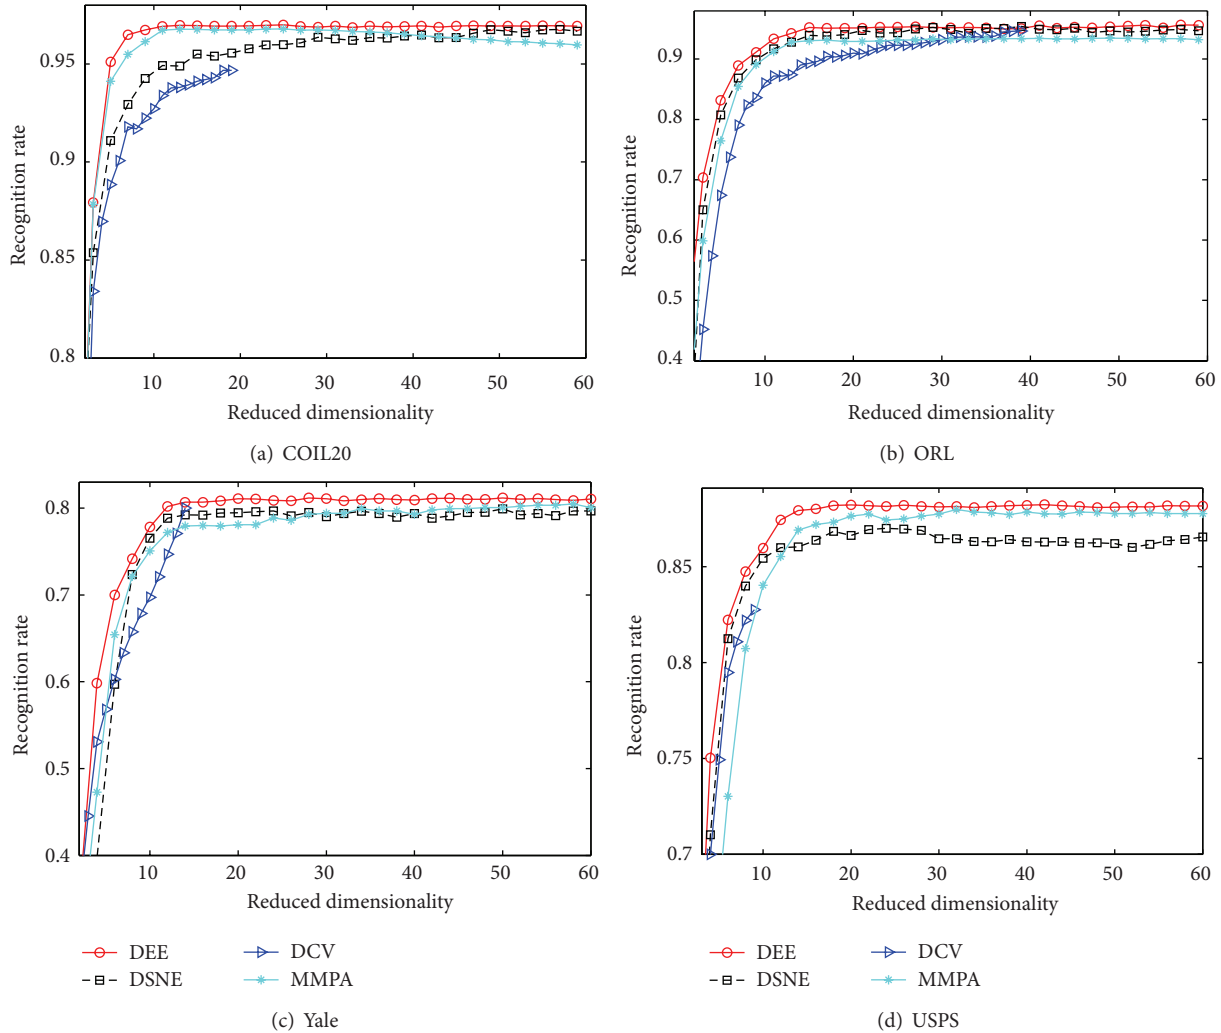 0.95
0.9
0.85
0.8
Recognition rate
10 20 30 40 50 60
Reduced dimensionality
(a) COIL20
0.9
0.8
0.7
0.6
0.5
0.4
Recognition rate
10 20 30 40 50 60
Reduced dimensionality
(b) ORL
0.8
0.7
0.6
0.5
0.4
Recognition rate
10 20 30 40 50 60
Reduced dimensionality
DEE DCV
DSNE MMPA
(c) Yale
0.85
0.8
0.75
0.7
Recognition rate
10 20 30 40 50 60
Reduced dimensionality
DEE DCV
DSNE MMPA
(d) USPS